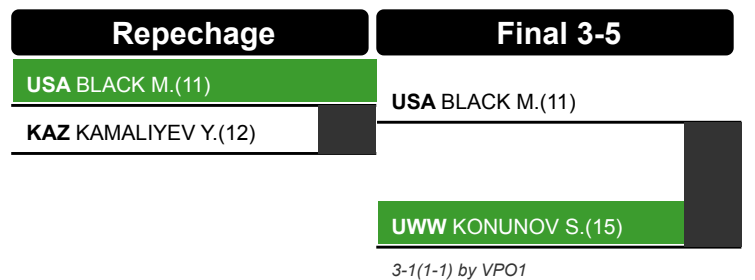 Repechage
Final 3-5
USA BLACK M.(11)
KAZ KAMALIYEV Y.(12)
USA BLACK M.(11)
UWW KONUNOV S.(15)
3-1(1-1) by VPO1